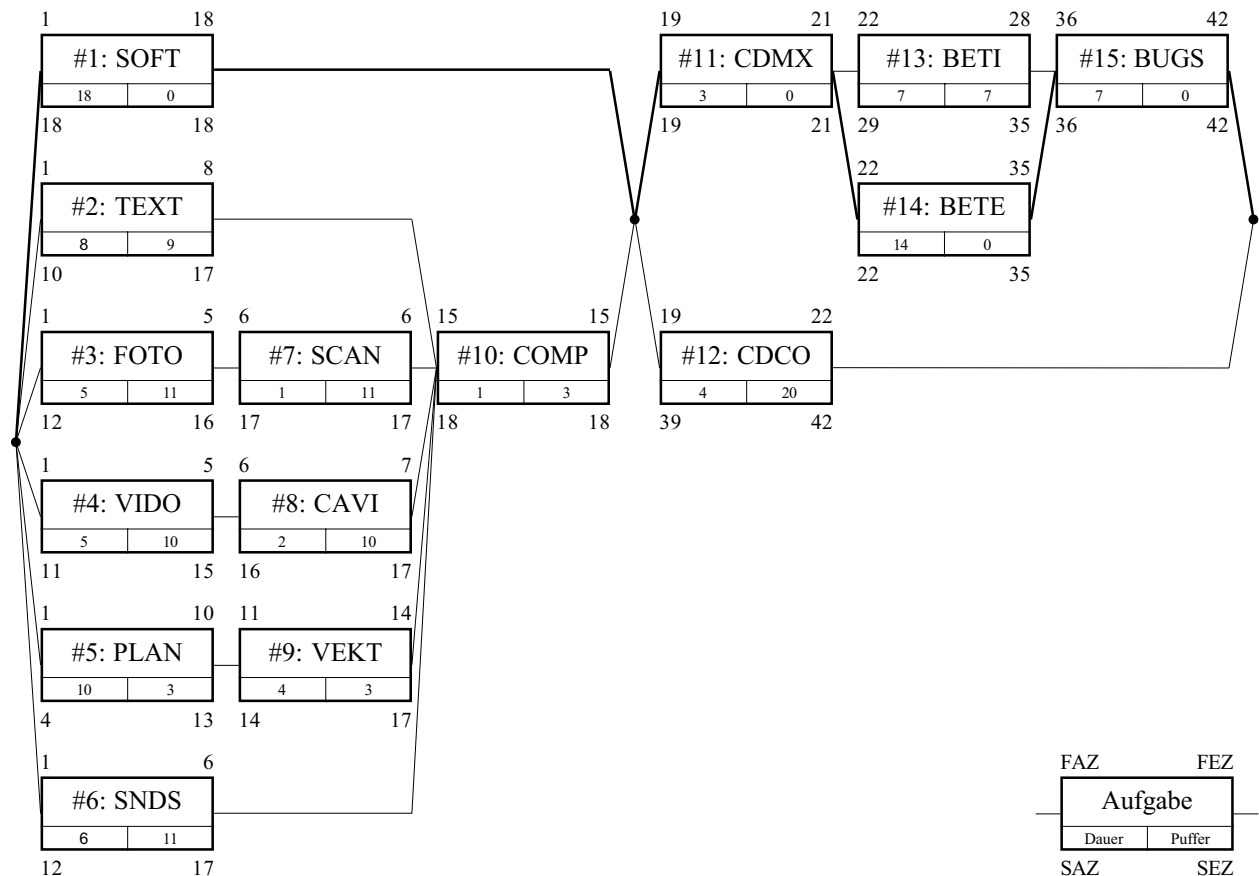 1 18 19 21 22 28 36 42
#1: SOFT #11: CDMX #13: BETI #15: BUGS
18 0 3 0 7 7 7 0
18 18 19 21 29 35 36 42
1 8 22 35
#2: TEXT #14: BETE
8 9 14 0
10 17 22 35
1 5 6 6 15 15 19 22
#3: FOTO #7: SCAN #10: COMP #12: CDCO
5 11 1 11 1 3 4 20
12 16 17 17 18 18 39 42
1 5 6 7
#4: VIDO #8: CAVI
5 10 2 10
11 15 16 17
1 10 11 14
#5: PLAN #9: VEKT
10 3 4 3
4 13 14 17
1 6
#6: SNDS
6 11
12 17
FAZ FEZ
Aufgabe
Dauer Puffer
SAZ SEZ